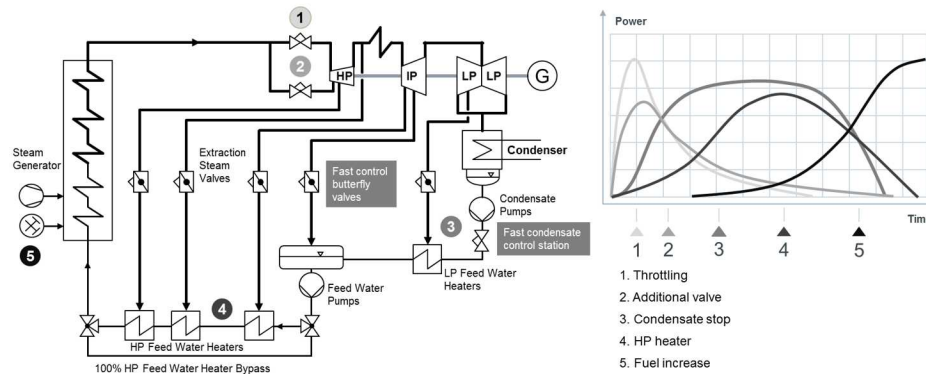 1
2
HP
IP
LP
LP
G
Steam
Generator
Extraction
Steam
Valves
Fast control
butterfly
valves
Condenser
Condensate
Pumps
3
Fast condensate
control station
5
4
Feed Water
Pumps
LP Feed Water
Heaters
HP Feed Water Heaters
100% HP Feed Water Heater Bypass
Power
Tim
1 2 3 4 5
1. Throttling
2. Additional valve
3. Condensate stop
4. HP heater
5. Fuel increase